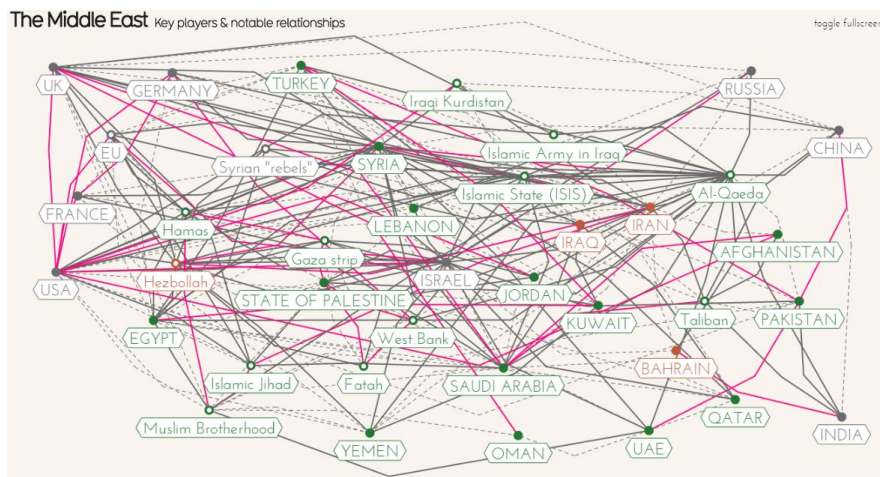 The Middle East Key players & notable relationships
toggle fullscreen
UK
GERMANY
TURKEY
Iraqi Kurdistan
RUSSIA
EU
Syrian "rebels"
SYRIA
Islamic Army in Iraq
CHINA
FRANCE
Hamas
LEBANON
Islamic State (ISIS)
Al-Qaeda
IRAQ
IRAN
AFGHANISTAN
USA
Hezbollah
Gaza strip
STATE OF PALESTINE
ISRAEL
JORDAN
KUWAIT
Taliban
PAKISTAN
EGYPT
West Bank
Islamic Jihad
Fatah
SAUDI ARABIA
BAHRAIN
Muslim Brotherhood
YEMEN
OMAN
UAE
QATAR
INDIA